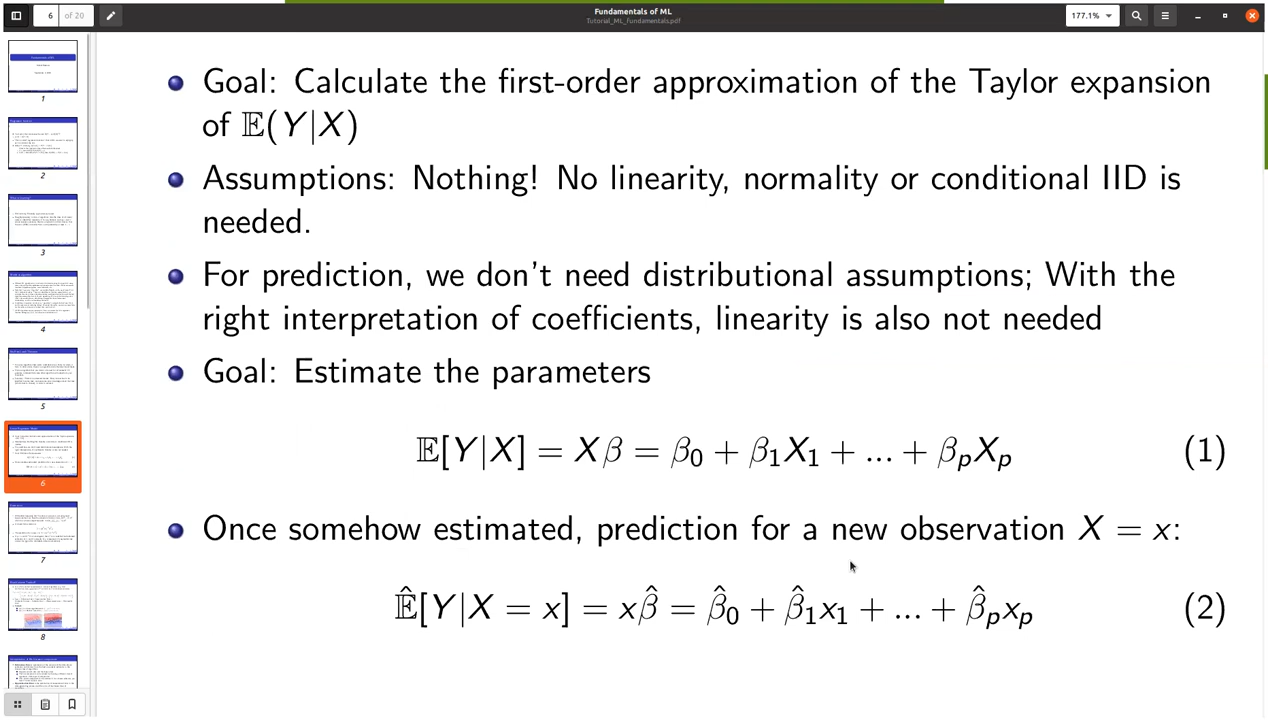 Fundamentals of ML
Tutorial_ML_fundamentals.pdf
6 of 20
177.1%
Goal: Calculate the first-order approximation of the Taylor expansion
of 𝔼(Y|X)
Assumptions: Nothing! No linearity, normality or conditional IID is
needed.
For prediction, we don't need distributional assumptions; With the
right interpretation of coefficients, linearity is also not needed
Goal: Estimate the parameters
𝔼[Y|X] = Xβ = β₀ + β₁X₁ + ... + βₚXₚ (1)
Once somehow estimated, prediction for a new observation X = x:
𝔼̂[Y|X = x] = xβ̂ = β̂₀ + β̂₁x₁ + ... + β̂ₚxₚ (2)
1
2
3
4
5
6
7
8